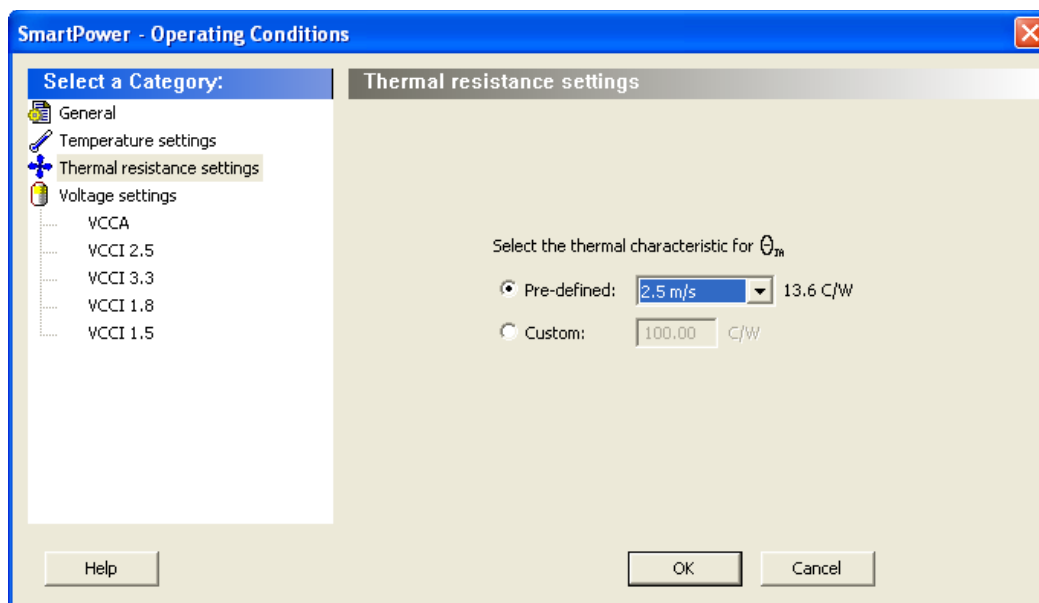 SmartPower - Operating Conditions
Select a Category:
General
Temperature settings
Thermal resistance settings
Voltage settings
VCCA
VCCI 2.5
VCCI 3.3
VCCI 1.8
VCCI 1.5
Thermal resistance settings
Select the thermal characteristic for θJA
Pre-defined: 2.5 m/s 13.6 C/W
Custom: 100.00 C/W
Help
OK
Cancel